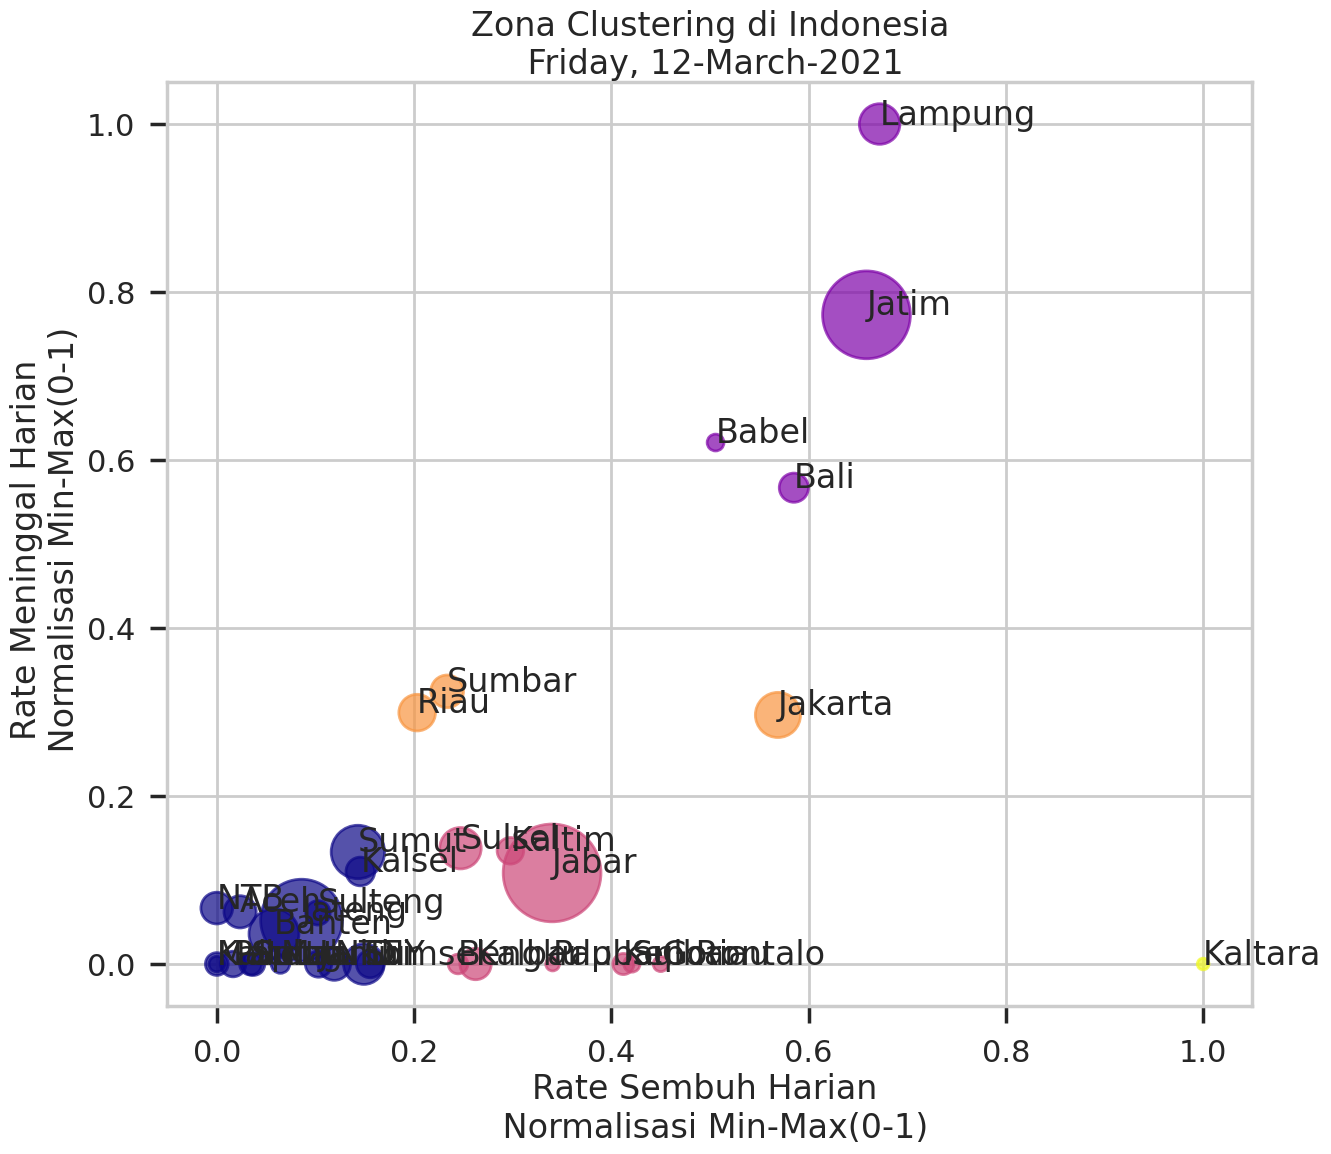 Zona Clustering di Indonesia
Friday, 12-March-2021
Rate Meninggal Harian
Normalisasi Min-Max(0-1)
1.0
0.8
0.6
0.4
0.2
0.0
Lampung
Jatim
Babel
Bali
Sumbar
Riau
Jakarta
Sumut
Kalsel
Sulsel
Kaltim
Jabar
NTB
Aceh
Sulteng
Jateng
Banten
Kaltara
0.0 0.2 0.4 0.6 0.8 1.0
Rate Sembuh Harian
Normalisasi Min-Max(0-1)